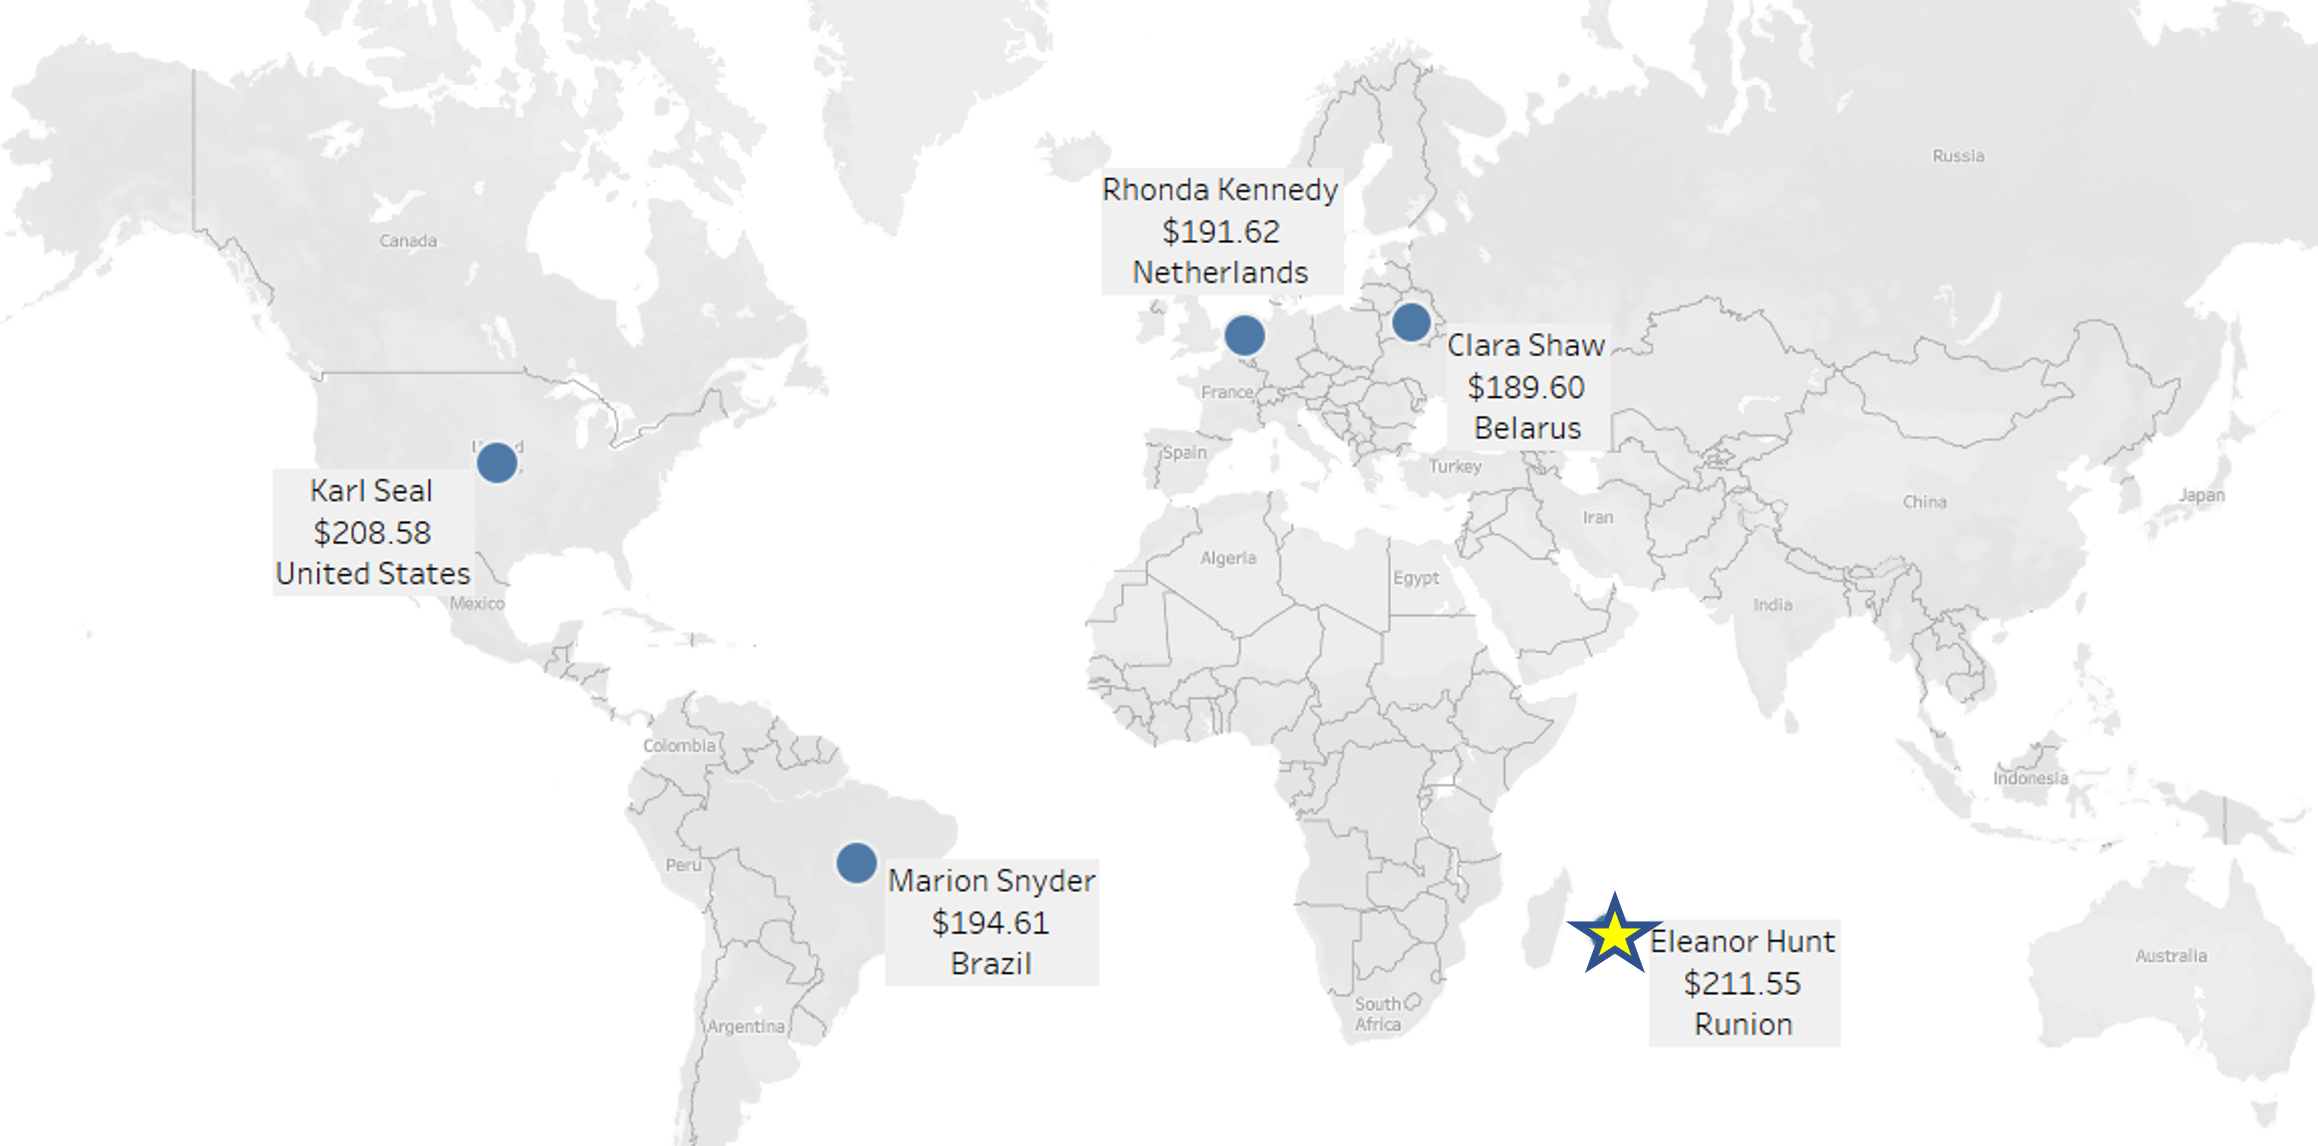 Russia
Canada
Rhonda Kennedy
$191.62
Netherlands
Clara Shaw
$189.60
Belarus
France
Spain
Turkey
Karl Seal
$208.58
United States
Mexico
Iran
China
Japan
Algeria
Egypt
India
Colombia
Indonesia
Peru
Marion Snyder
$194.61
Brazil
Eleanor Hunt
$211.55
Runion
Australia
South
Africa
Argentina